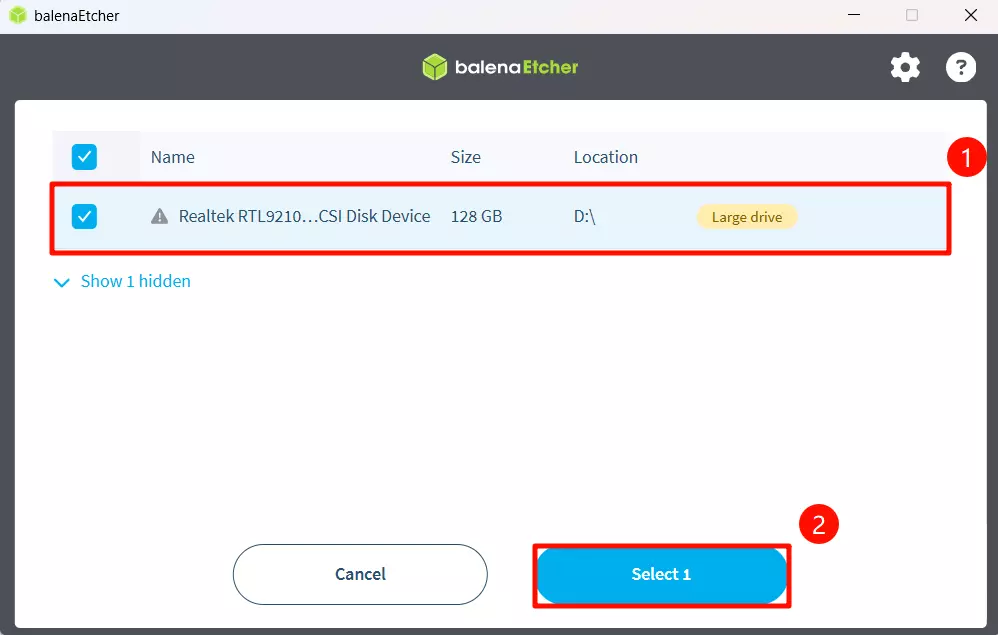 balenaEtcher
balenaEtcher
?
Name Size Location
1
Realtek RTL9210...CSI Disk Device 128 GB D:\ Large drive
Show 1 hidden
2
Cancel Select 1